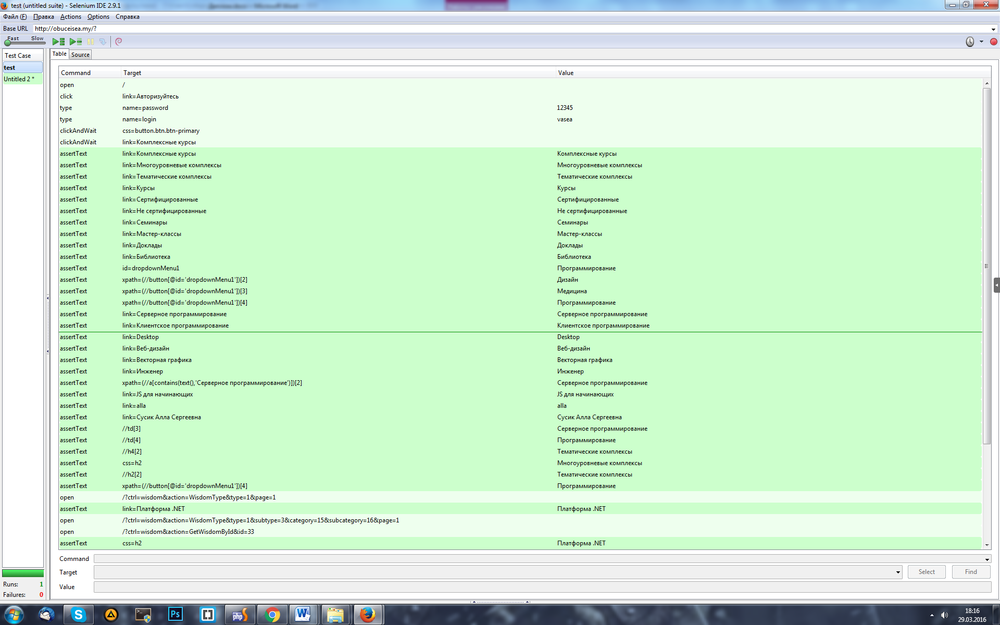 test (untitled suite) - Selenium IDE 2.9.1
Файл (F) Правка Actions Options Справка
Base URL http://obuceisea.my/?
Fast Slow
Test Case
test
Untitled 2 *
Table Source
Command Target Value
open /
click link=Авторизуйтесь
type name=password 12345
type name=login vasea
clickAndWait css=button.btn.btn-primary
clickAndWait link=Комплексные курсы
assertText link=Комплексные курсы Комплексные курсы
assertText link=Многоуровневые комплексы Многоуровневые комплексы
assertText link=Тематические комплексы Тематические комплексы
assertText link=Курсы Курсы
assertText link=Сертифицированные Сертифицированные
assertText link=Не сертифицированные Не сертифицированные
assertText link=Семинары Семинары
assertText link=Мастер-классы Мастер-классы
assertText link=Доклады Доклады
assertText link=Библиотека Библиотека
assertText id=dropdownMenu1 Программирование
assertText xpath=(//button[@id='dropdownMenu1'])[2] Дизайн
assertText xpath=(//button[@id='dropdownMenu1'])[3] Медицина
assertText xpath=(//button[@id='dropdownMenu1'])[4] Программирование
assertText link=Серверное программирование Серверное программирование
assertText link=Клиентское программирование Клиентское программирование
assertText link=Desktop Desktop
assertText link=Веб-дизайн Веб-дизайн
assertText link=Векторная графика Векторная графика
assertText link=Инженер Инженер
assertText xpath=(//a[contains(text(),'Серверное программирование')])[2] Серверное программирование
assertText link=JS для начинающих JS для начинающих
assertText link=alla alla
assertText link=Сусик Алла Сергеевна Сусик Алла Сергеевна
assertText //td[3] Серверное программирование
assertText //td[4] Программирование
assertText //h4[2] Тематические комплексы
assertText css=h2 Многоуровневые комплексы
assertText //h2[2] Тематические комплексы
assertText xpath=(//button[@id='dropdownMenu1'])[4] Программирование
open /?ctrl=wisdom&action=WisdomType&type=1&page=1
assertText link=Платформа .NET Платформа .NET
open /?ctrl=wisdom&action=WisdomType&type=1&subtype=3&category=15&subcategory=16&page=1
open /?ctrl=wisdom&action=GetWisdomById&id=33
assertText css=h2 Платформа .NET
Command
Target Select Find
Value
Runs: 1
Failures: 0
S Ps php W
18:16
29.03.2016